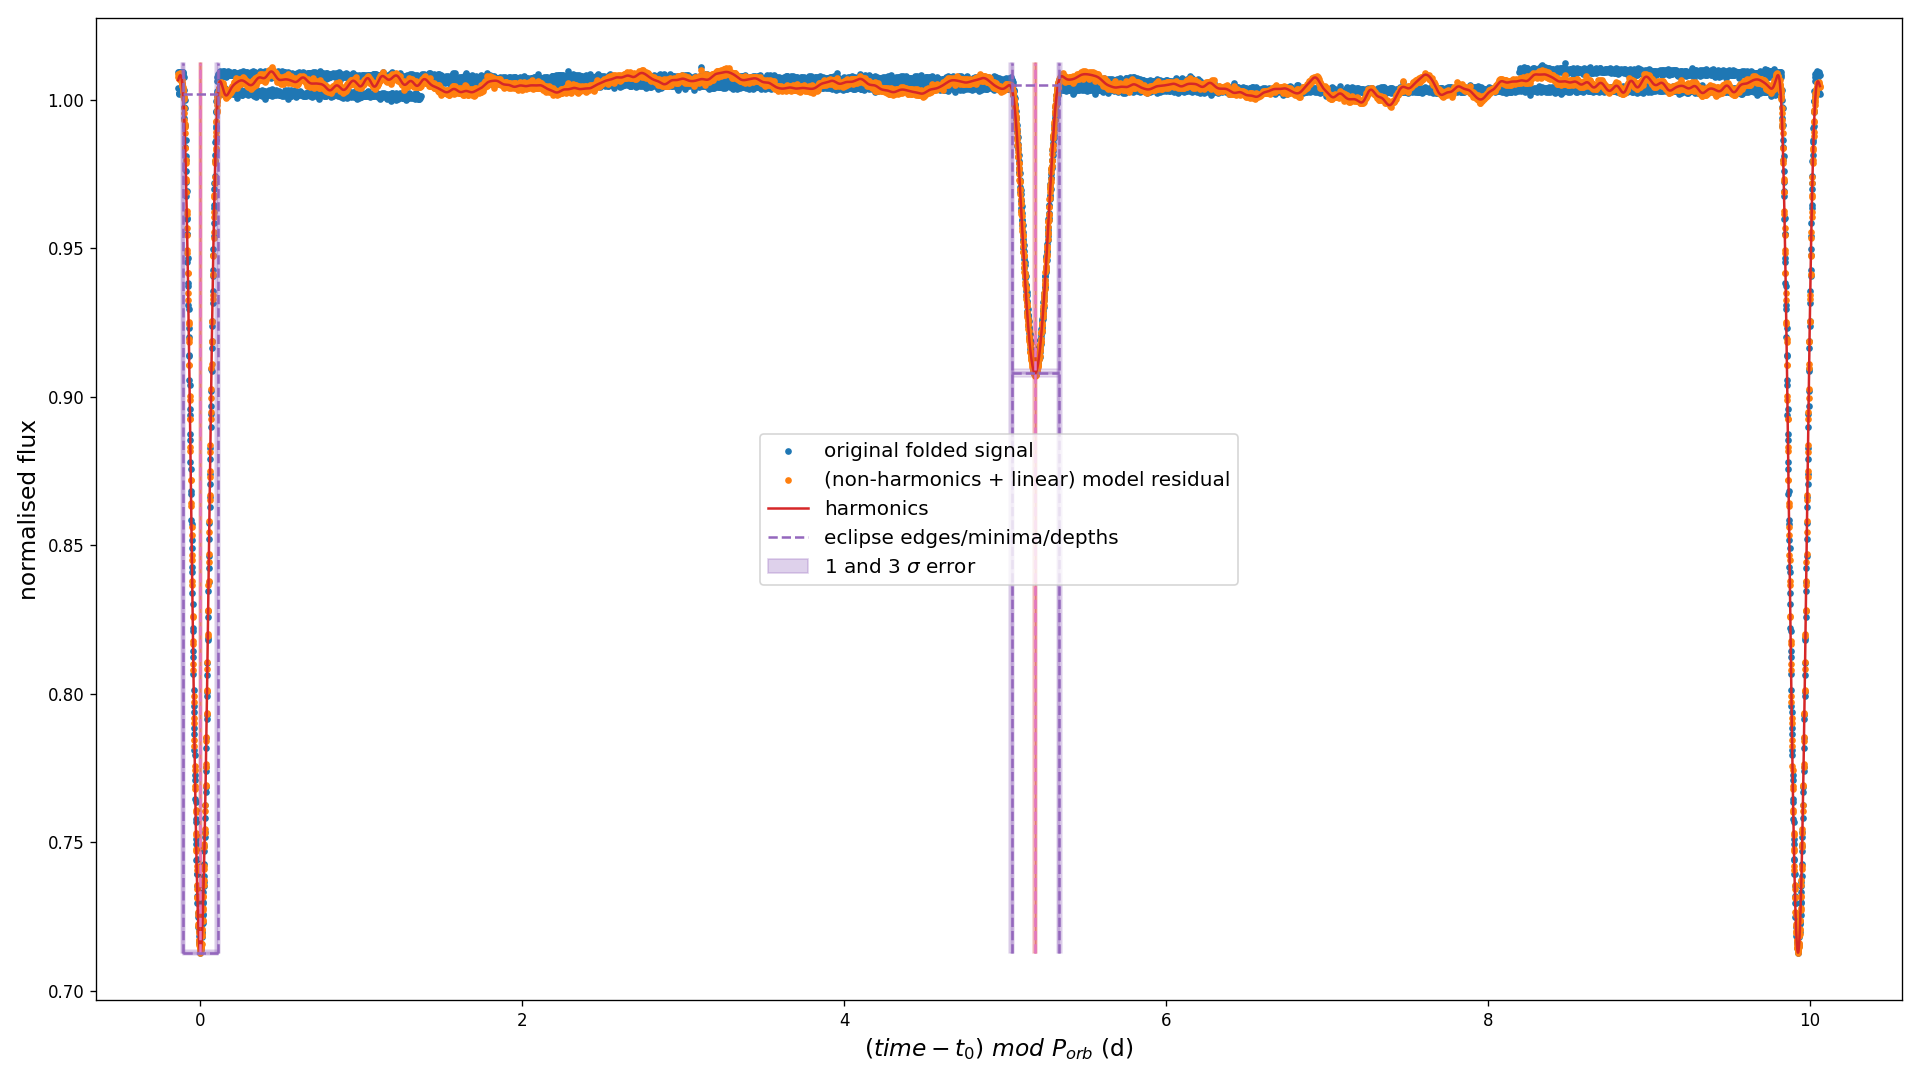 1.00
0.95
0.90
0.85
0.80
0.75
0.70
normalised flux
original folded signal
(non-harmonics + linear) model residual
harmonics
eclipse edges/minima/depths
1 and 3 σ error
0 2 4 6 8 10
(time − t₀) mod Pₒᵣb (d)